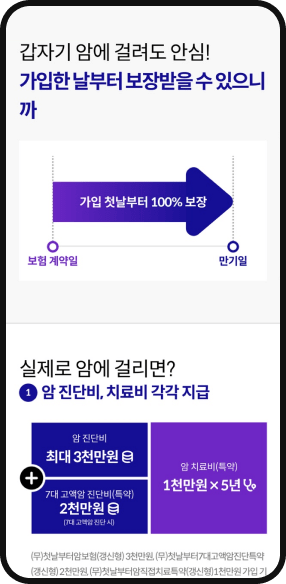 갑자기 암에 걸려도 안심!
가입한 날부터 보장받을 수 있으니
까
가입 첫날부터 100% 보장
보험 계약일
만기일
실제로 암에 걸리면?
1 암 진단비, 치료비 각각 지급
암 진단비
최대 3천만원
7대 고액암 진단비(특약)
2천만원
(7대 고액암 진단 시)
암 치료비(특약)
1천만원 × 5년
(무)첫날부터암보험(갱신형) 3천만원, (무)첫날부터7대고액암진단특약
(갱신형) 2천만원, (무)첫날부터암직접치료특약(갱신형)1천만원 가입 기